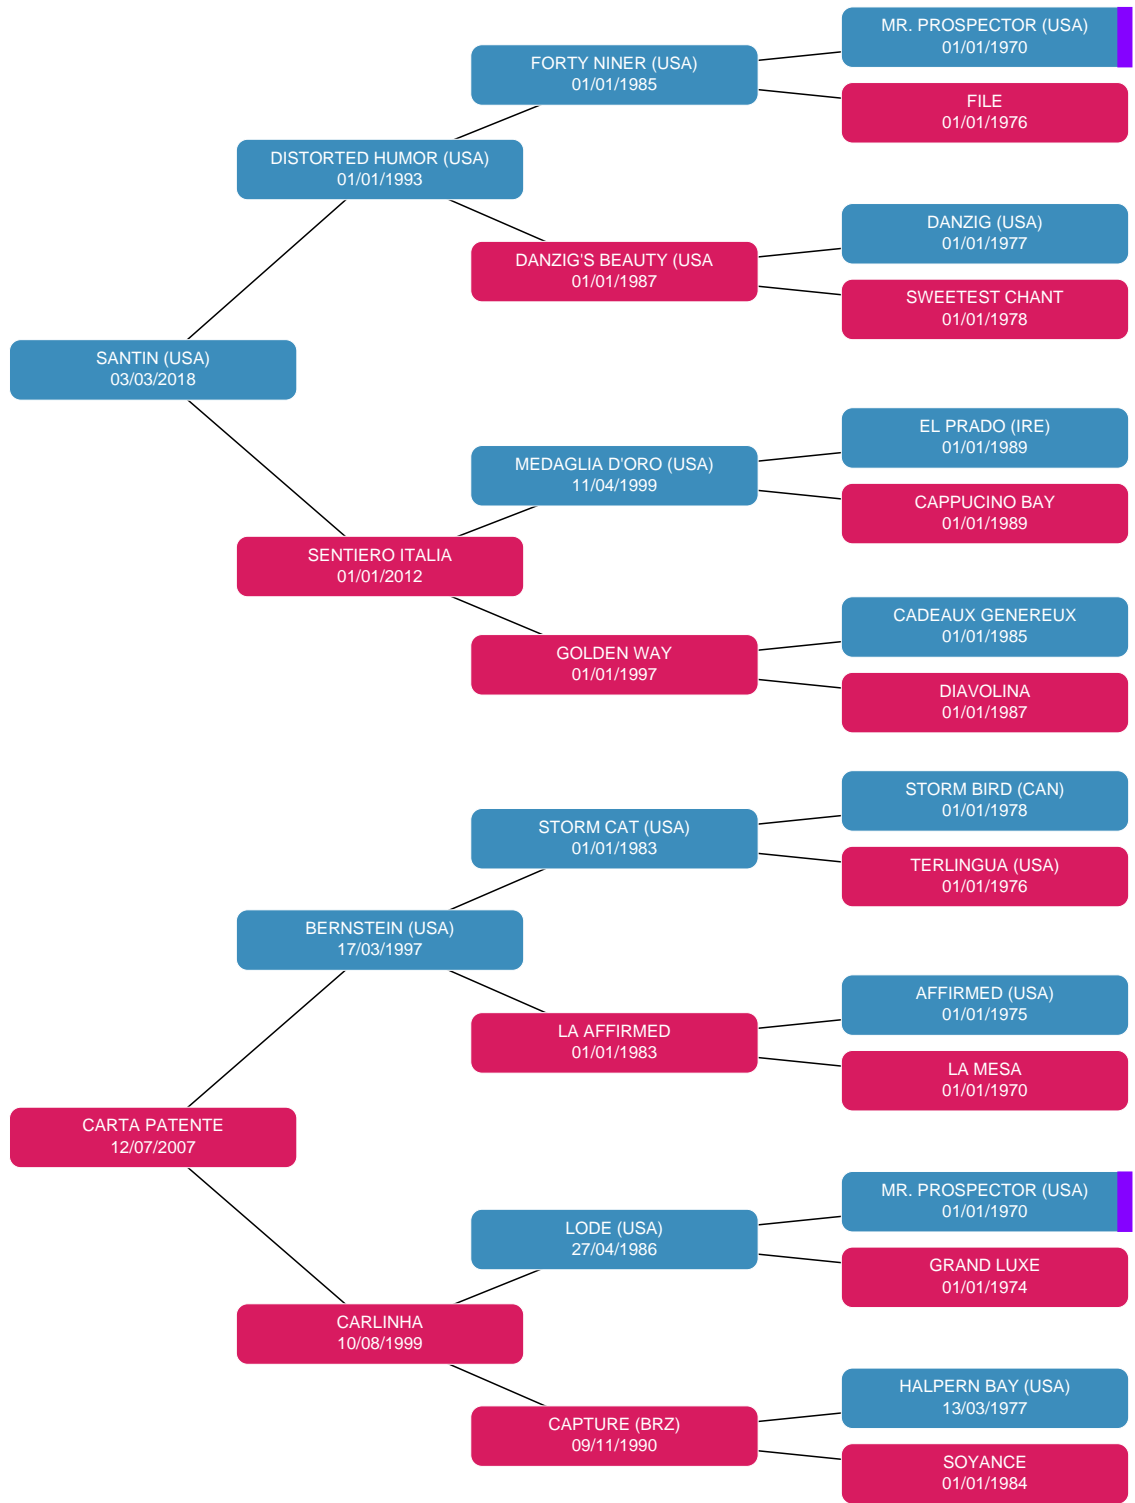 MR. PROSPECTOR (USA)
01/01/1970
FORTY NINER (USA)
01/01/1985
FILE
01/01/1976
DISTORTED HUMOR (USA)
01/01/1993
DANZIG (USA)
01/01/1977
DANZIG'S BEAUTY (USA
01/01/1987
SWEETEST CHANT
01/01/1978
SANTIN (USA)
03/03/2018
EL PRADO (IRE)
01/01/1989
MEDAGLIA D'ORO (USA)
11/04/1999
CAPPUCINO BAY
01/01/1989
SENTIERO ITALIA
01/01/2012
CADEAUX GENEREUX
01/01/1985
GOLDEN WAY
01/01/1997
DIAVOLINA
01/01/1987
STORM BIRD (CAN)
01/01/1978
STORM CAT (USA)
01/01/1983
TERLINGUA (USA)
01/01/1976
BERNSTEIN (USA)
17/03/1997
AFFIRMED (USA)
01/01/1975
LA AFFIRMED
01/01/1983
LA MESA
01/01/1970
CARTA PATENTE
12/07/2007
MR. PROSPECTOR (USA)
01/01/1970
LODE (USA)
27/04/1986
GRAND LUXE
01/01/1974
CARLINHA
10/08/1999
HALPERN BAY (USA)
13/03/1977
CAPTURE (BRZ)
09/11/1990
SOYANCE
01/01/1984